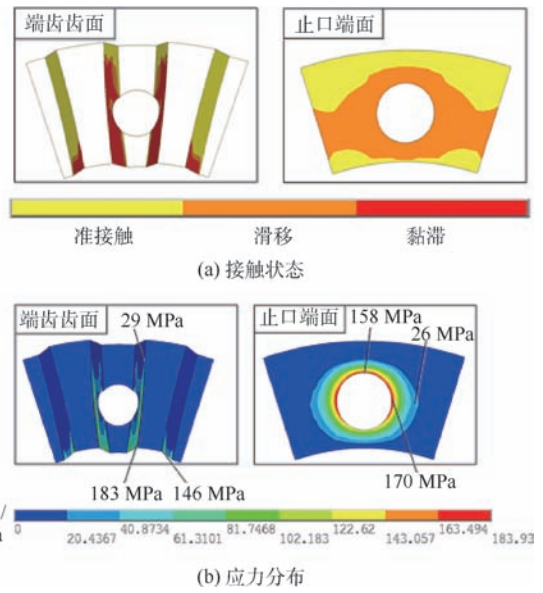 端齿齿面
止口端面
准接触 滑移 黏滞
(a) 接触状态
端齿齿面
29 MPa
止口端面
158 MPa
26 MPa
183 MPa
146 MPa
170 MPa
0 40.8734 81.7468 122.62 163.494
20.4367 61.3101 102.183 143.057 183.93
(b) 应力分布